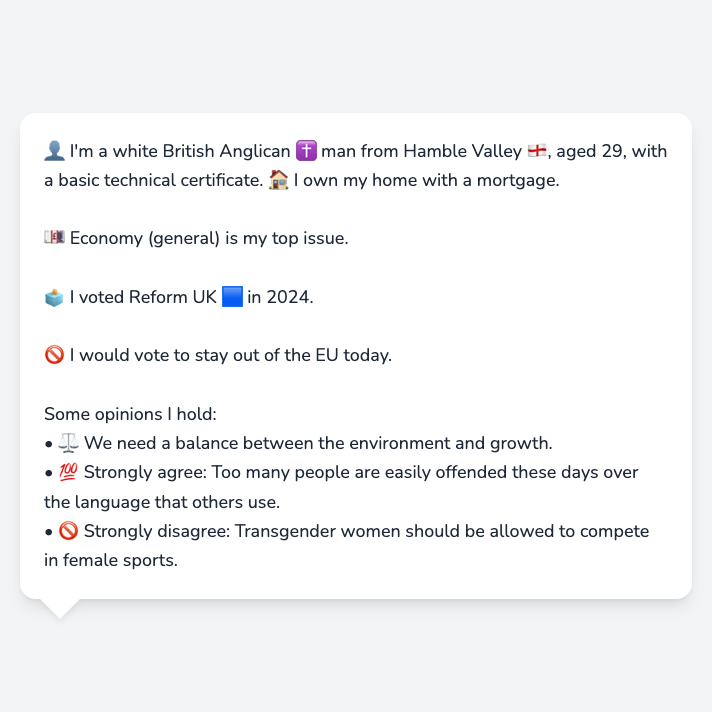 👤 I'm a white British Anglican ✝️ man from Hamble Valley 🏴󠁧󠁢󠁥󠁮󠁧󠁿, aged 29, with
a basic technical certificate. 🏠 I own my home with a mortgage.
💷 Economy (general) is my top issue.
🗳️ I voted Reform UK 🟦 in 2024.
🚫 I would vote to stay out of the EU today.
Some opinions I hold:
• ⚖️ We need a balance between the environment and growth.
• 💯 Strongly agree: Too many people are easily offended these days over
the language that others use.
• 🚫 Strongly disagree: Transgender women should be allowed to compete
in female sports.